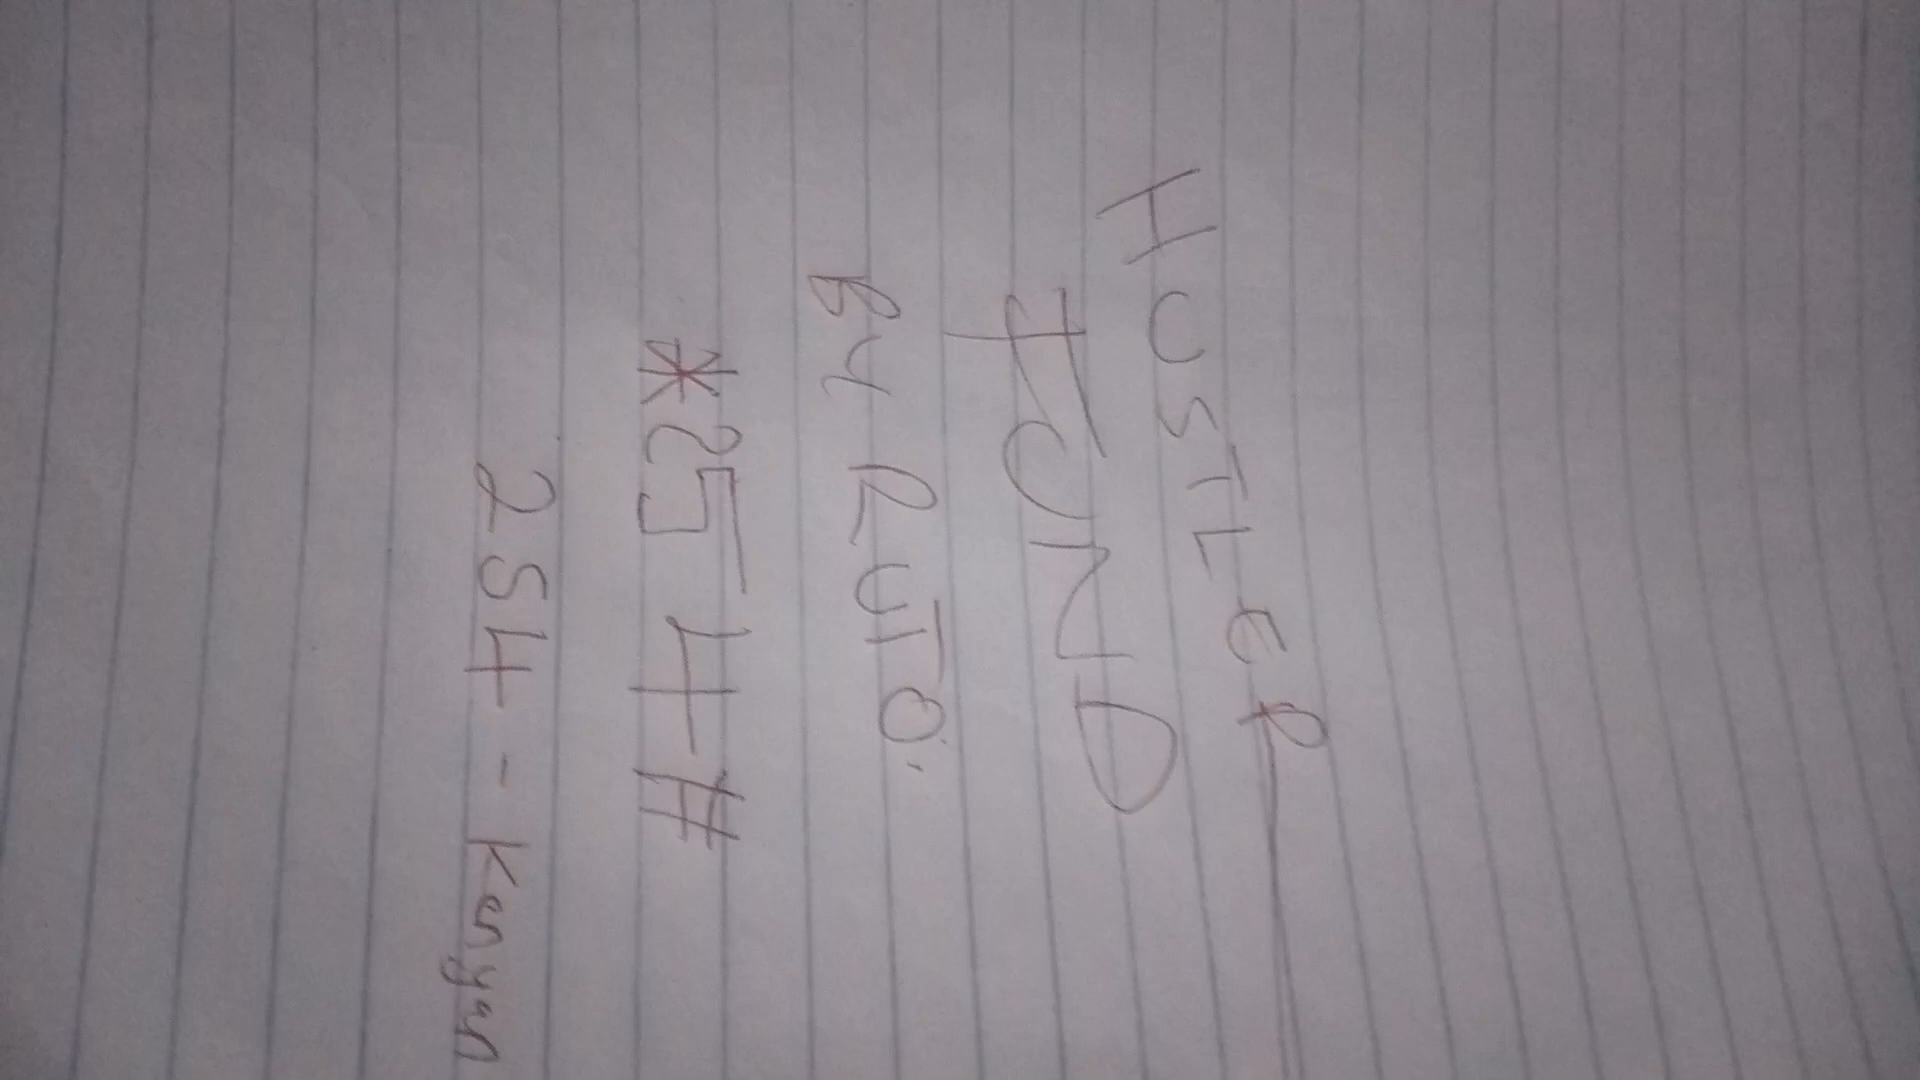 HUSTLER
FUND
BY RUTO.
*254#
254 - Kenyan